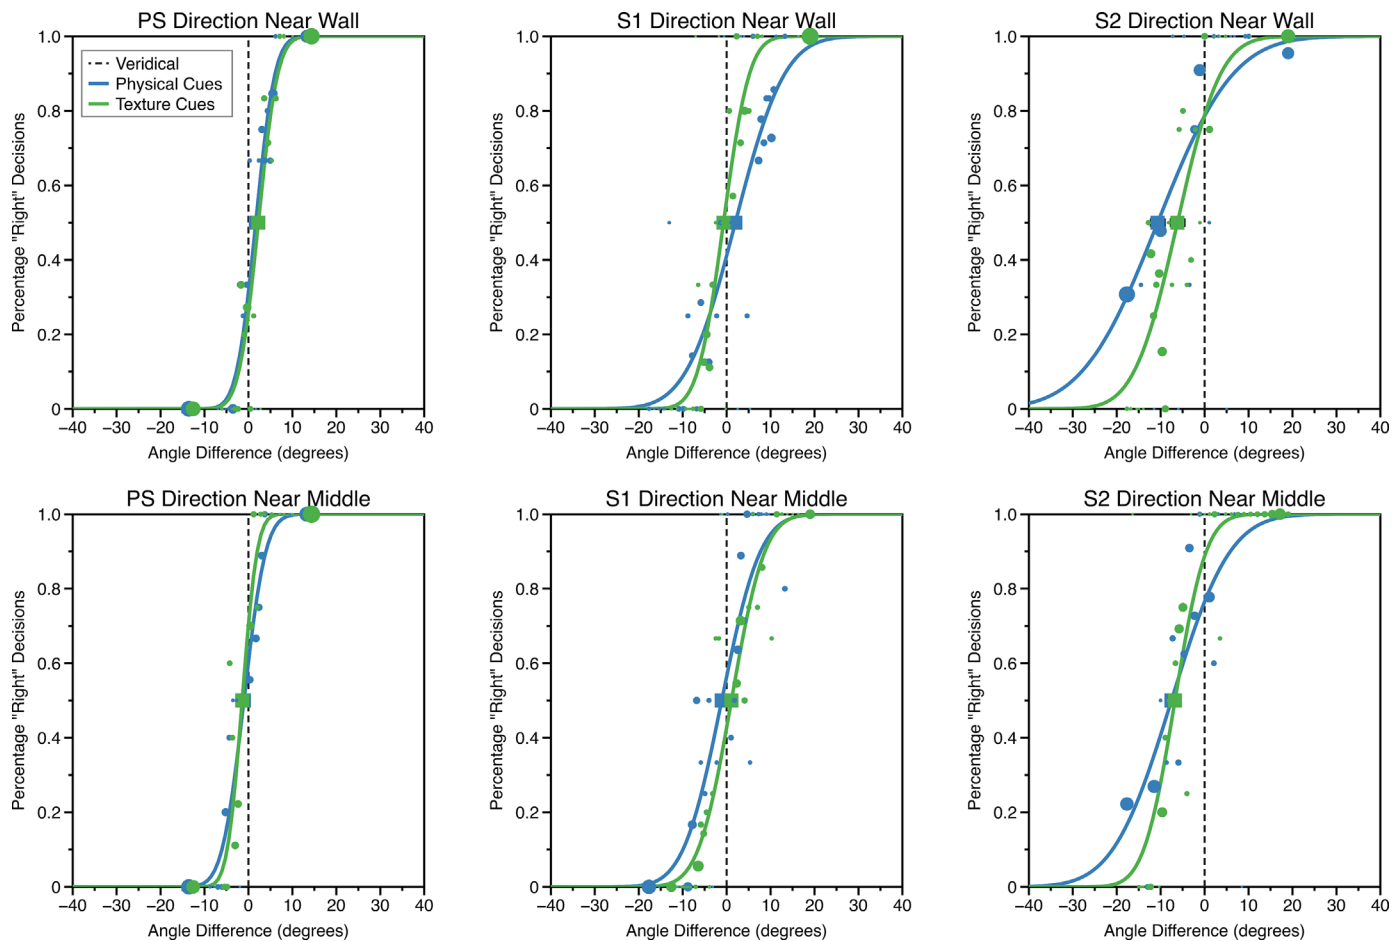 PS Direction Near Wall
1.0
0.8
0.6
0.4
0.2
0
Percentage "Right" Decisions
Veridical
Physical Cues
Texture Cues
−40 −30 −20 −10 0 10 20 30 40
Angle Difference (degrees)
S1 Direction Near Wall
1.0
0.8
0.6
0.4
0.2
0
Percentage "Right" Decisions
−40 −30 −20 −10 0 10 20 30 40
Angle Difference (degrees)
S2 Direction Near Wall
1.0
0.8
0.6
0.4
0.2
0
Percentage "Right" Decisions
−40 −30 −20 −10 0 10 20 30 40
Angle Difference (degrees)
PS Direction Near Middle
1.0
0.8
0.6
0.4
0.2
0
Percentage "Right" Decisions
−40 −30 −20 −10 0 10 20 30 40
Angle Difference (degrees)
S1 Direction Near Middle
1.0
0.8
0.6
0.4
0.2
0
Percentage "Right" Decisions
−40 −30 −20 −10 0 10 20 30 40
Angle Difference (degrees)
S2 Direction Near Middle
1.0
0.8
0.6
0.4
0.2
0
Percentage "Right" Decisions
−40 −30 −20 −10 0 10 20 30 40
Angle Difference (degrees)